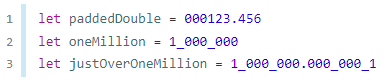 1 let paddedDouble = 000123.456
2 let oneMillion = 1_000_000
3 let justOverOneMillion = 1_000_000.000_000_1